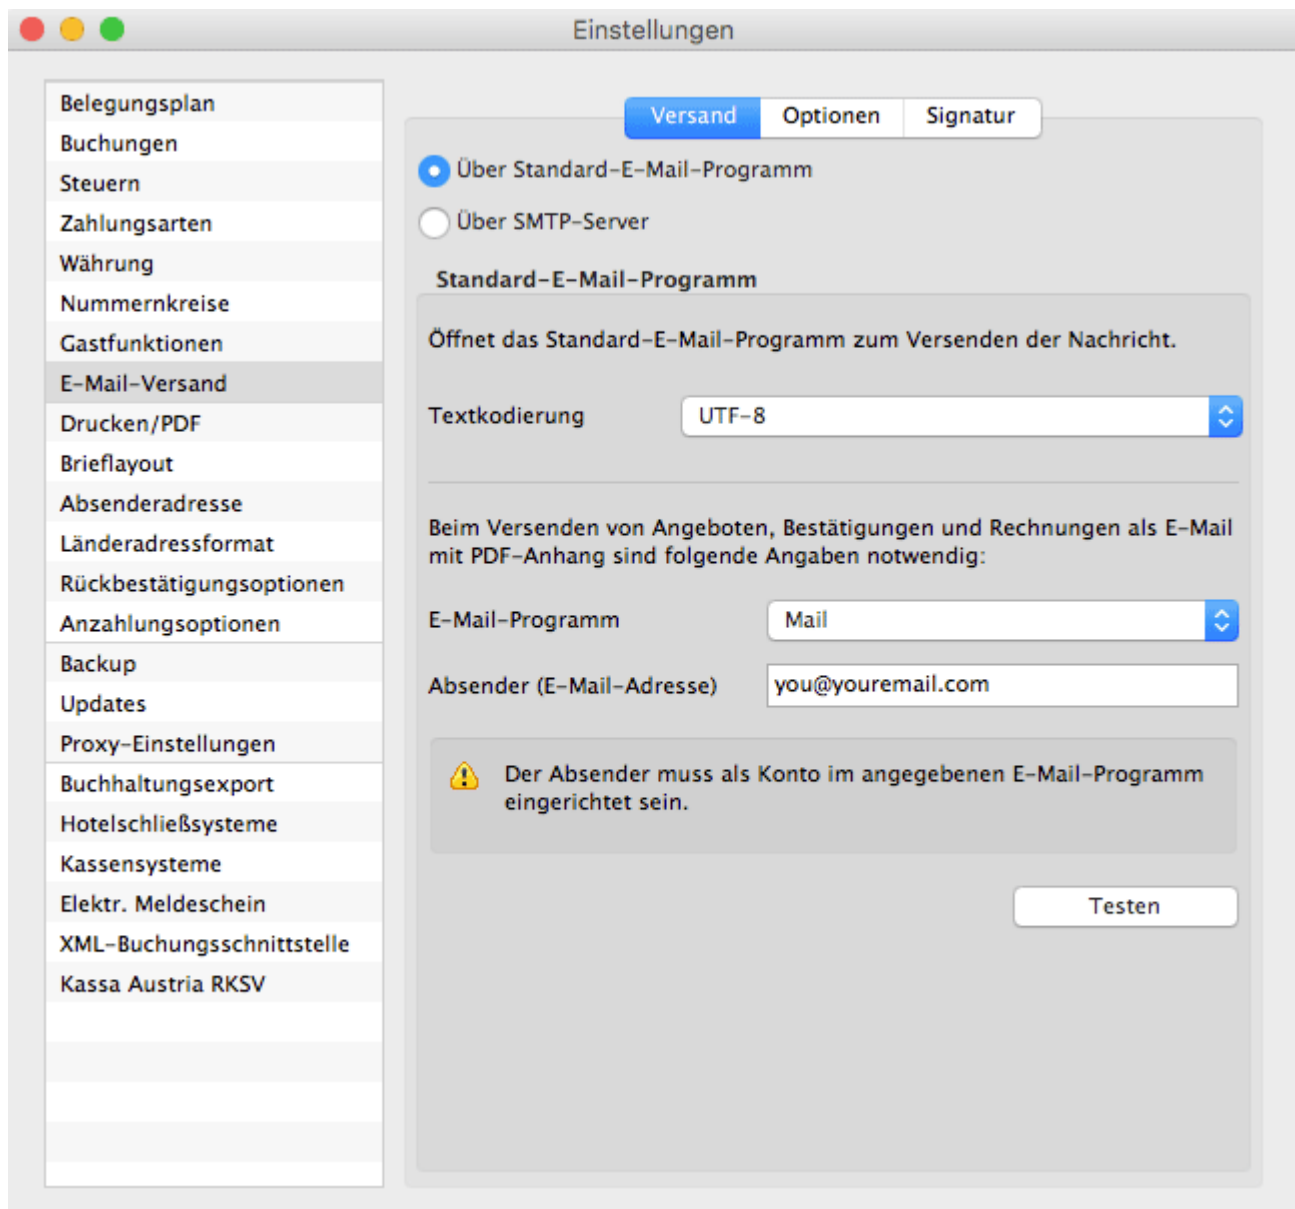 Einstellungen
Belegungsplan
Buchungen
Steuern
Zahlungsarten
Währung
Nummernkreise
Gastfunktionen
E-Mail-Versand
Drucken/PDF
Brieflayout
Absenderadresse
Länderadressformat
Rückbestätigungsoptionen
Anzahlungsoptionen
Backup
Updates
Proxy-Einstellungen
Buchhaltungsexport
Hotelschließsysteme
Kassensysteme
Elektr. Meldeschein
XML-Buchungsschnittstelle
Kassa Austria RKSV
Versand Optionen Signatur
Über Standard-E-Mail-Programm
Über SMTP-Server
Standard-E-Mail-Programm
Öffnet das Standard-E-Mail-Programm zum Versenden der Nachricht.
Textkodierung UTF-8
Beim Versenden von Angeboten, Bestätigungen und Rechnungen als E-Mail
mit PDF-Anhang sind folgende Angaben notwendig:
E-Mail-Programm Mail
Absender (E-Mail-Adresse) you@youremail.com
Der Absender muss als Konto im angegebenen E-Mail-Programm
eingerichtet sein.
Testen